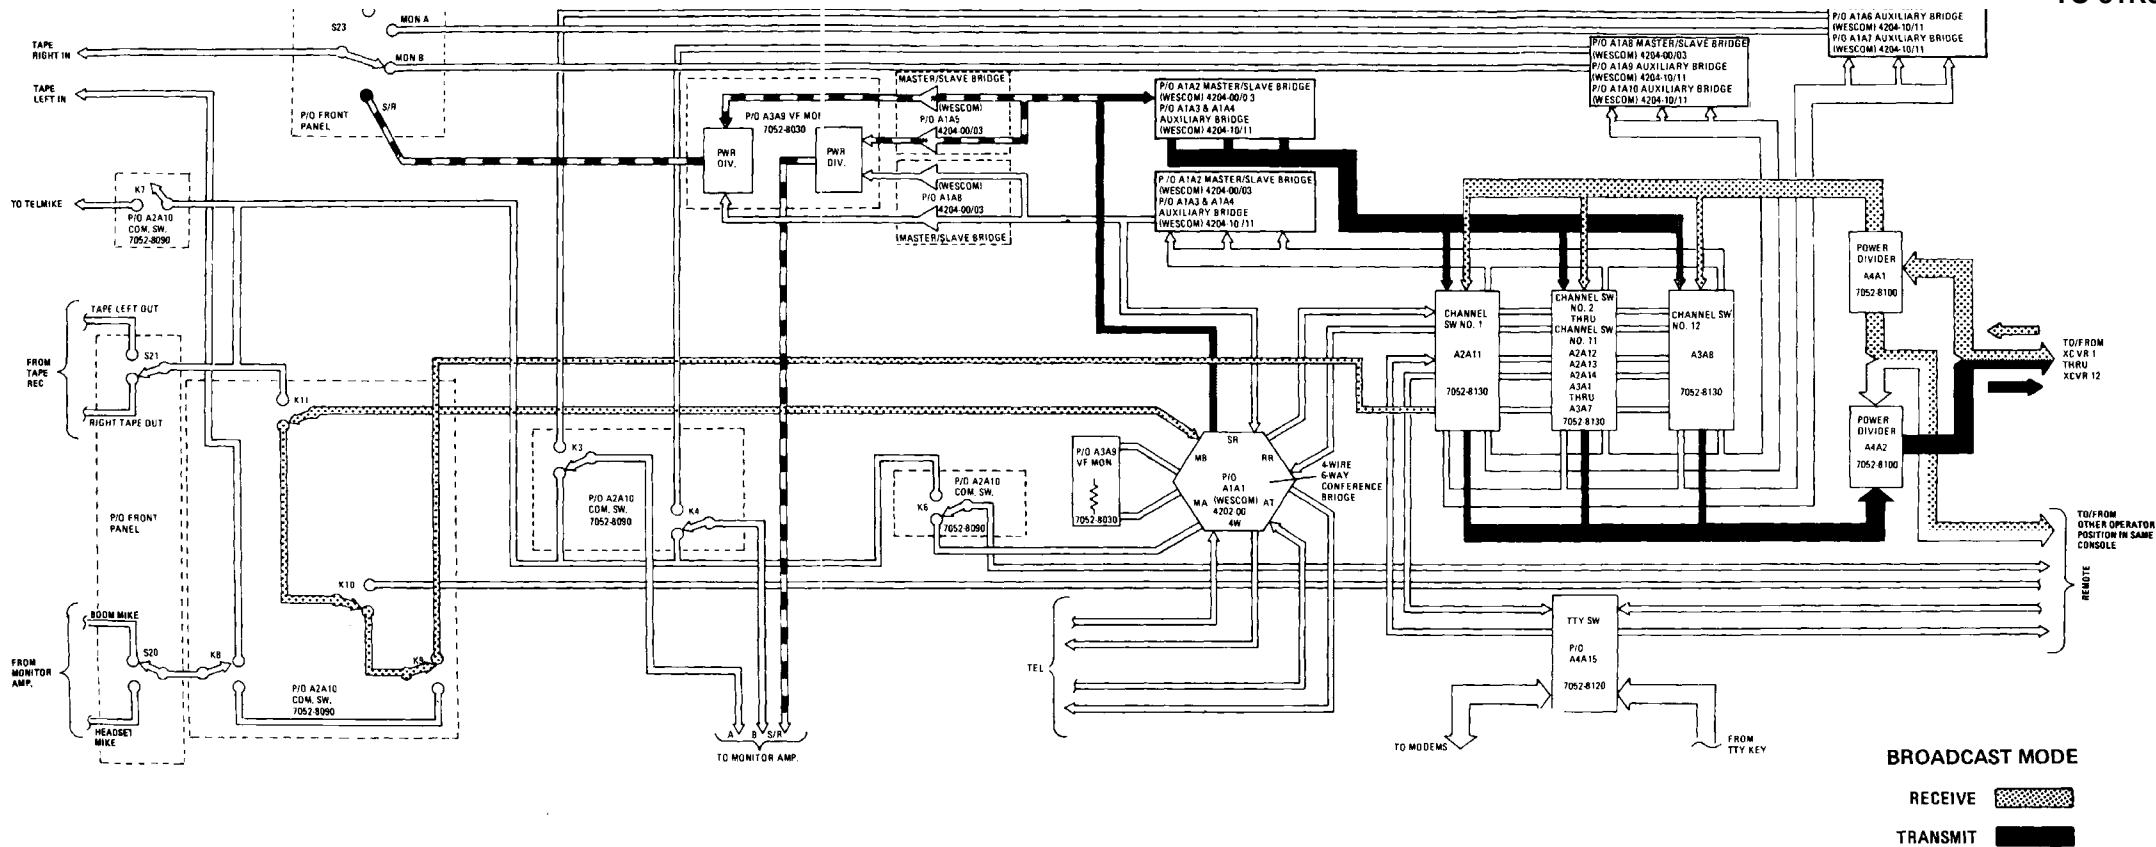 MON A
S23
TAPE
RIGHT IN
MON B
TAPE
LEFT IN
S/R
P/O FRONT
PANEL
P/O A3A9 VF MON
7052-8030
PWR
DIV.
PWR
DIV.
MASTER/SLAVE BRIDGE
(WESCOM)
P/O A1A5
4204-00/03
(WESCOM)
P/O A1A8
4204-00/03
MASTER/SLAVE BRIDGE
P/O A1A2 MASTER/SLAVE BRIDGE
(WESCOM) 4204-00/03
P/O A1A3 & A1A4
AUXILIARY BRIDGE
(WESCOM) 4204-10/11
P/O A1A2 MASTER/SLAVE BRIDGE
(WESCOM) 4204-00/03
P/O A1A3 & A1A4
AUXILIARY BRIDGE
(WESCOM) 4204-10/11
P/O A1A8 MASTER/SLAVE BRIDGE
(WESCOM) 4204-00/03
P/O A1A9 AUXILIARY BRIDGE
(WESCOM) 4204-10/11
P/O A1A10 AUXILIARY BRIDGE
(WESCOM) 4204-10/11
P/O A1A6 AUXILIARY BRIDGE
(WESCOM) 4204-10/11
P/O A1A7 AUXILIARY BRIDGE
(WESCOM) 4204-10/11
K7
TO TELMIKE
P/O A2A10
COM. SW.
7052-8090
TAPE LEFT OUT
S21
FROM
TAPE
REC
RIGHT TAPE OUT
K11
P/O FRONT
PANEL
K10
BOOM MIKE
S20
K8
K9
FROM
MONITOR
AMP.
P/O A2A10
COM. SW.
7052-8090
HEADSET
MIKE
K3
P/O A2A10
COM. SW.
7052-8090
K4
A B S/R
TO MONITOR AMP.
P/O A2A10
COM. SW.
K6
7052-8090
P/O A3A9
VF MON
7052-8030
SR
MB RR
P/O
A1A1
MA (WESCOM) AT
4202 00
4W
4-WIRE
6-WAY
CONFERENCE
BRIDGE
TEL
CHANNEL
SW NO. 1
A2A11
7052-8130
CHANNEL SW
NO. 2
THRU
CHANNEL SW
NO. 11
A2A12
A2A13
A2A14
A3A1
THRU
A3A7
7052-8130
CHANNEL SW
NO. 12
A3A8
7052-8130
POWER
DIVIDER
A4A1
7052-8100
POWER
DIVIDER
A4A2
7052-8100
TO/FROM
XCVR 1
THRU
XCVR 12
TO/FROM
OTHER OPERATOR
POSITION IN SAME
CONSOLE
REMOTE
TTY SW
P/O
A4A15
7052-8120
TO MODEMS
FROM
TTY KEY
BROADCAST MODE
RECEIVE
TRANSMIT